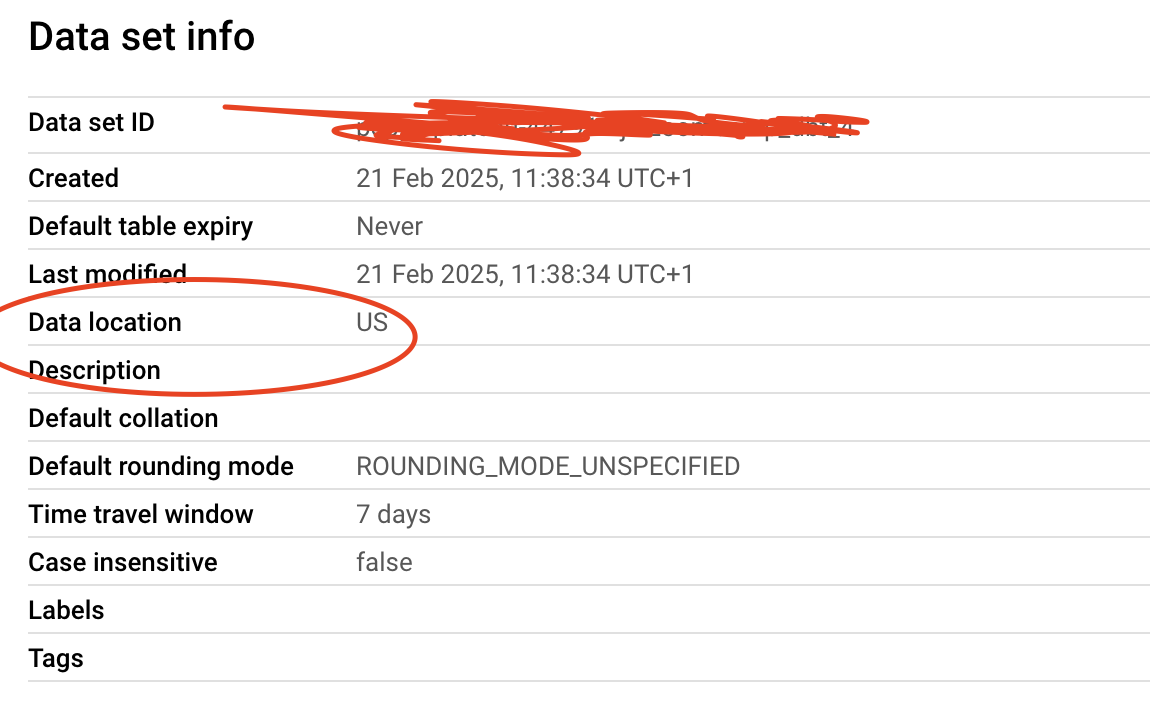 Data set info
Data set ID
Created 21 Feb 2025, 11:38:34 UTC+1
Default table expiry Never
Last modified 21 Feb 2025, 11:38:34 UTC+1
Data location US
Description
Default collation
Default rounding mode ROUNDING_MODE_UNSPECIFIED
Time travel window 7 days
Case insensitive false
Labels
Tags